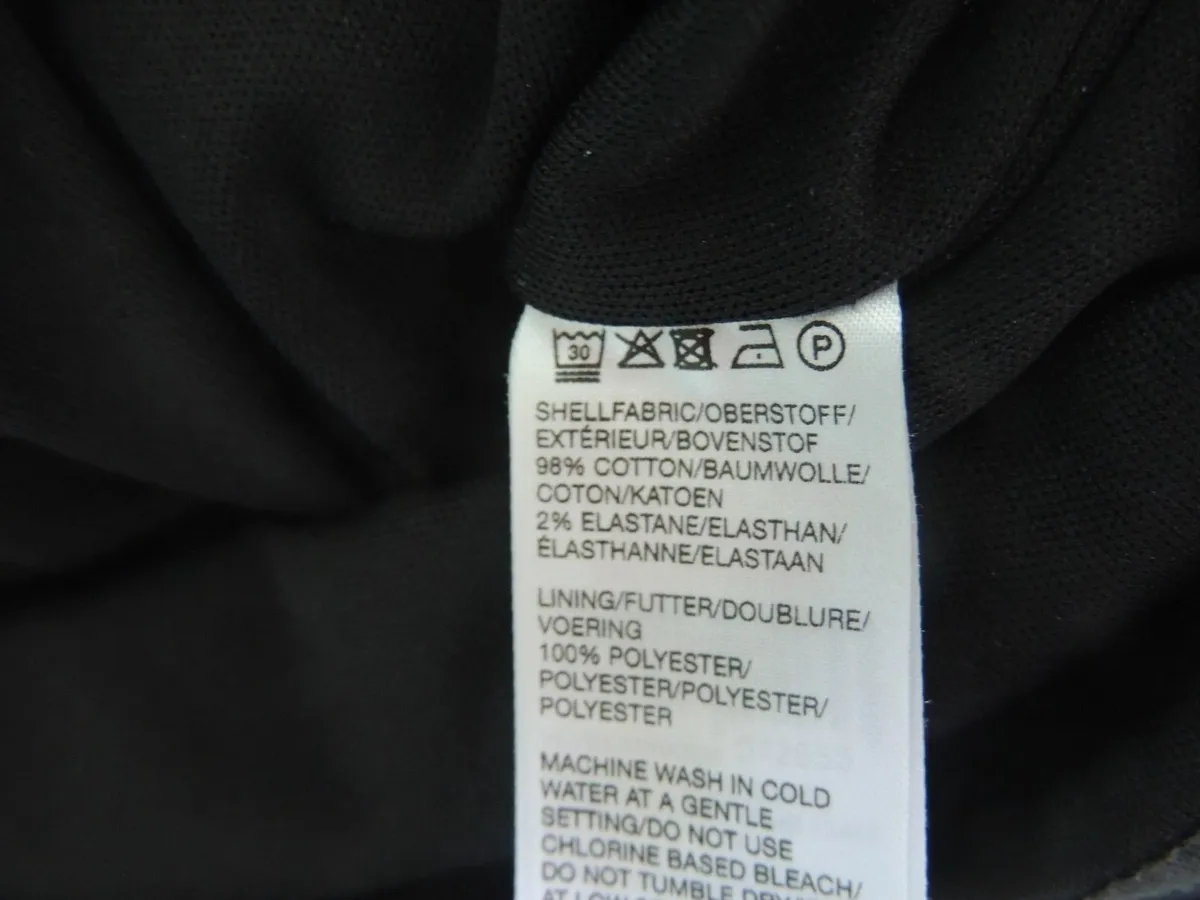 30 P
SHELLFABRIC/OBERSTOFF/
EXTÉRIEUR/BOVENSTOF
98% COTTON/BAUMWOLLE/
COTON/KATOEN
2% ELASTANE/ELASTHAN/
ÉLASTHANNE/ELASTAAN
LINING/FUTTER/DOUBLURE/
VOERING
100% POLYESTER/
POLYESTER/POLYESTER/
POLYESTER
MACHINE WASH IN COLD
WATER AT A GENTLE
SETTING/DO NOT USE
CHLORINE BASED BLEACH/
DO NOT TUMBLE
AT LOW